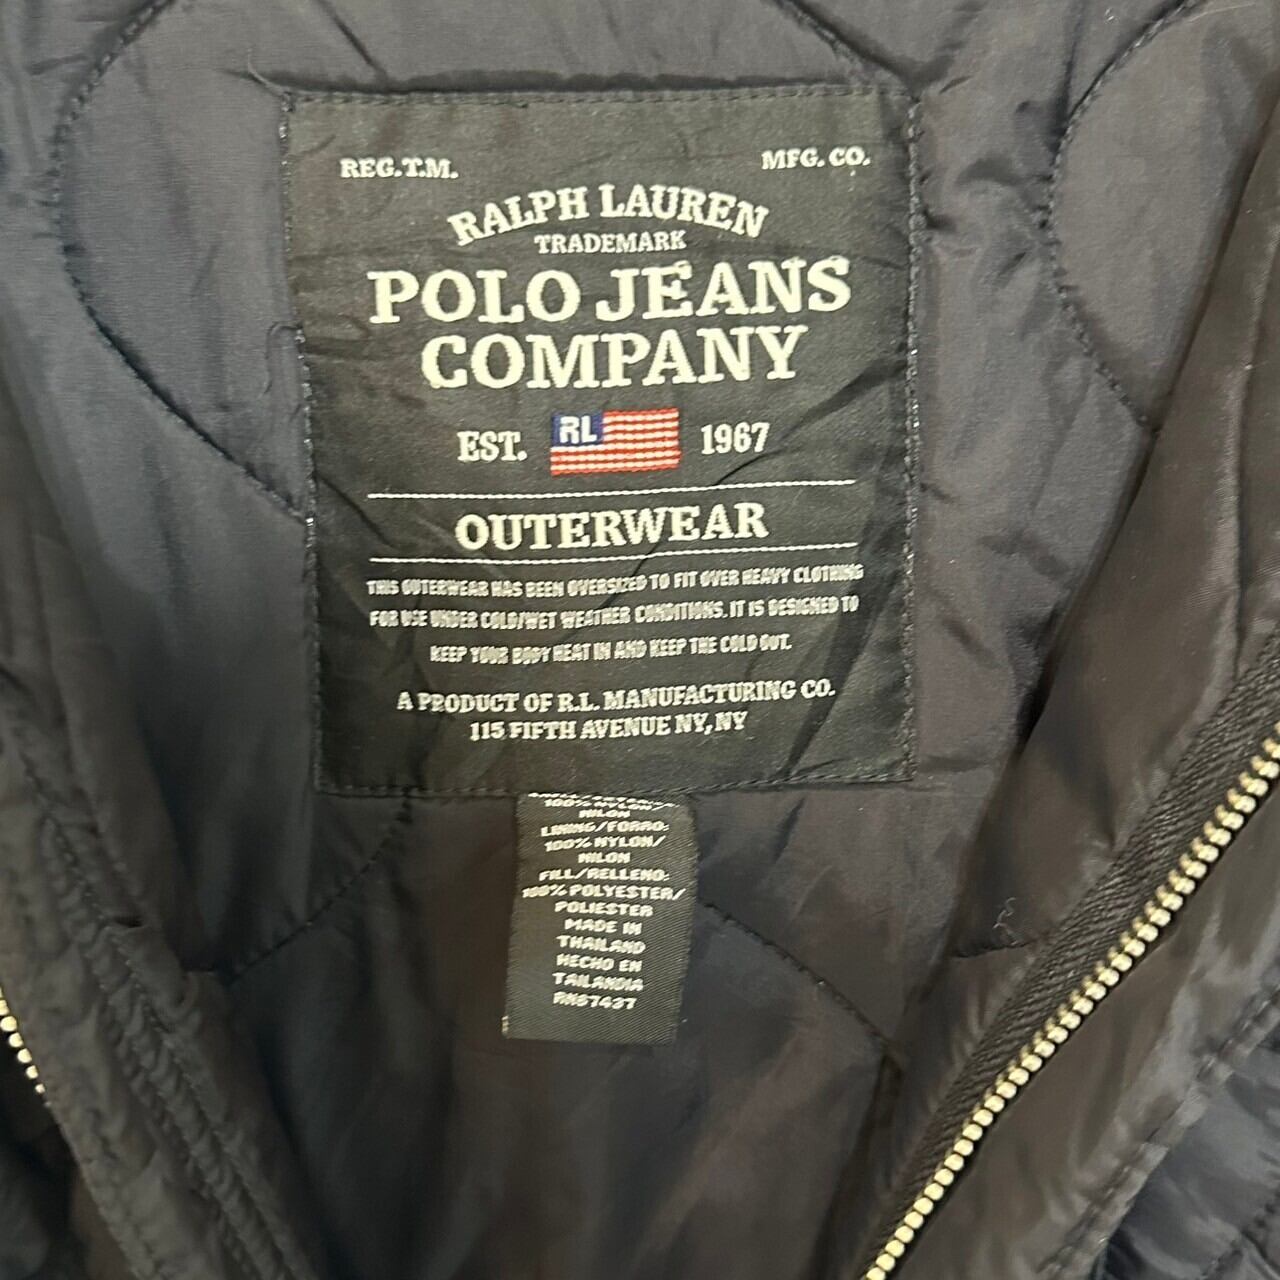 REG.T.M. MFG. CO.
RALPH LAUREN
TRADEMARK
POLO JEANS
COMPANY
EST. RL 1967
OUTERWEAR
THIS OUTERWEAR HAS BEEN OVERSIZED TO FIT OVER HEAVY CLOTHING
FOR USE UNDER COLD/WET WEATHER CONDITIONS. IT IS DESIGNED TO
KEEP YOUR BODY HEAT IN AND KEEP THE COLD OUT.
A PRODUCT OF R.L. MANUFACTURING CO.
115 FIFTH AVENUE NY, NY
100% NYLON/
NILON
LINING/FORRO:
100% NYLON/
NILON
FILL/RELLENO:
100% POLYESTER/
POLIESTER
MADE IN
THAILAND
HECHO EN
TAILANDIA
RN87437